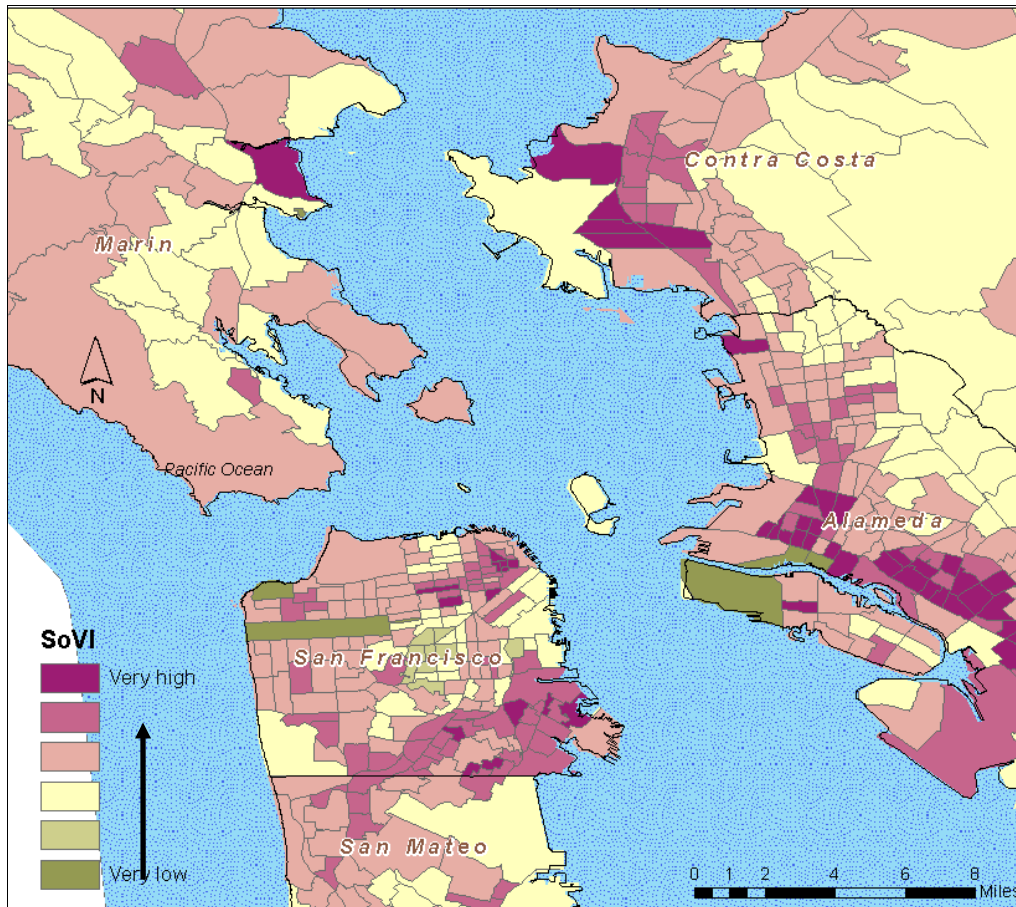 Contra Costa
Marin
N
Pacific Ocean
Alameda
SoVI
San Francisco
Very high
San Mateo
Very low
0 1 2 4 6 8
Miles